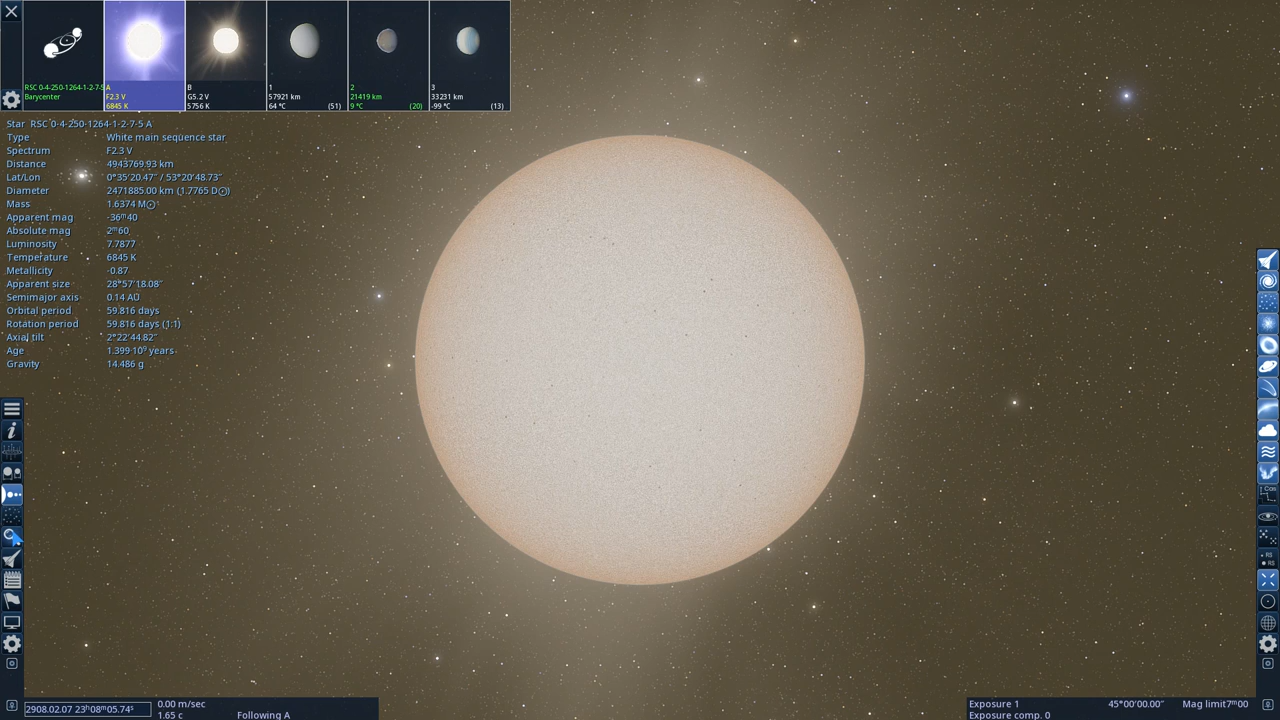 RSC 0-4-250-1264-1-2-7-5
Barycenter
A
F2.3 V
6845 K
B
G5.2 V
5756 K
1
57921 km
64 °C (51)
2
21419 km
9 °C (20)
3
33231 km
-99 °C (13)
Star RSC 0-4-250-1264-1-2-7-5 A
Type White main sequence star
Spectrum F2.3 V
Distance 4943769.93 km
Lat/Lon 0°35′20.47″ / 53°20′48.73″
Diameter 2471885.00 km (1.7765 D☉)
Mass 1.6374 M☉
Apparent mag -36ᵐ40
Absolute mag 2ᵐ60
Luminosity 7.7877
Temperature 6845 K
Metallicity -0.87
Apparent size 28°57′18.08″
Semimajor axis 0.14 AU
Orbital period 59.816 days
Rotation period 59.816 days (1:1)
Axial tilt 2°22′44.82″
Age 1.399·10⁹ years
Gravity 14.486 g
RS
RS
2908.02.07 23ʰ08ᵐ05.74ˢ
0.00 m/sec
1.65 c
Following A
Exposure 1
Exposure comp. 0
45°00′00.00″
Mag limit 7ᵐ00